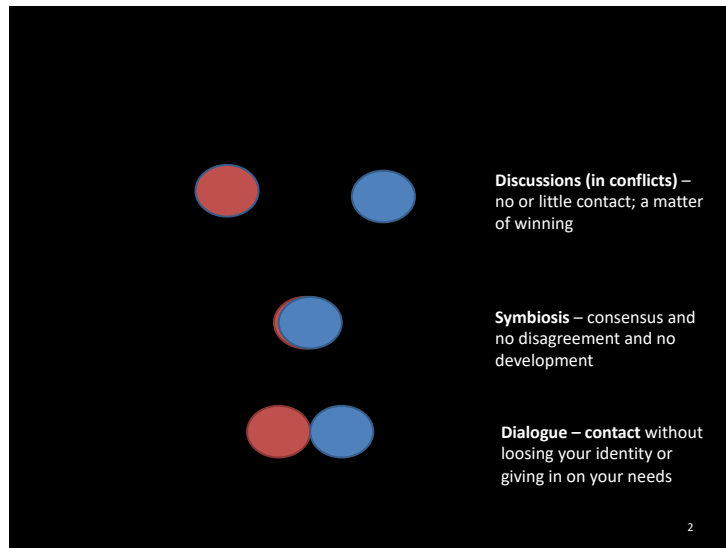 Discussions (in conflicts) –
no or little contact; a matter
of winning
Symbiosis – consensus and
no disagreement and no
development
Dialogue – contact without
loosing your identity or
giving in on your needs
2